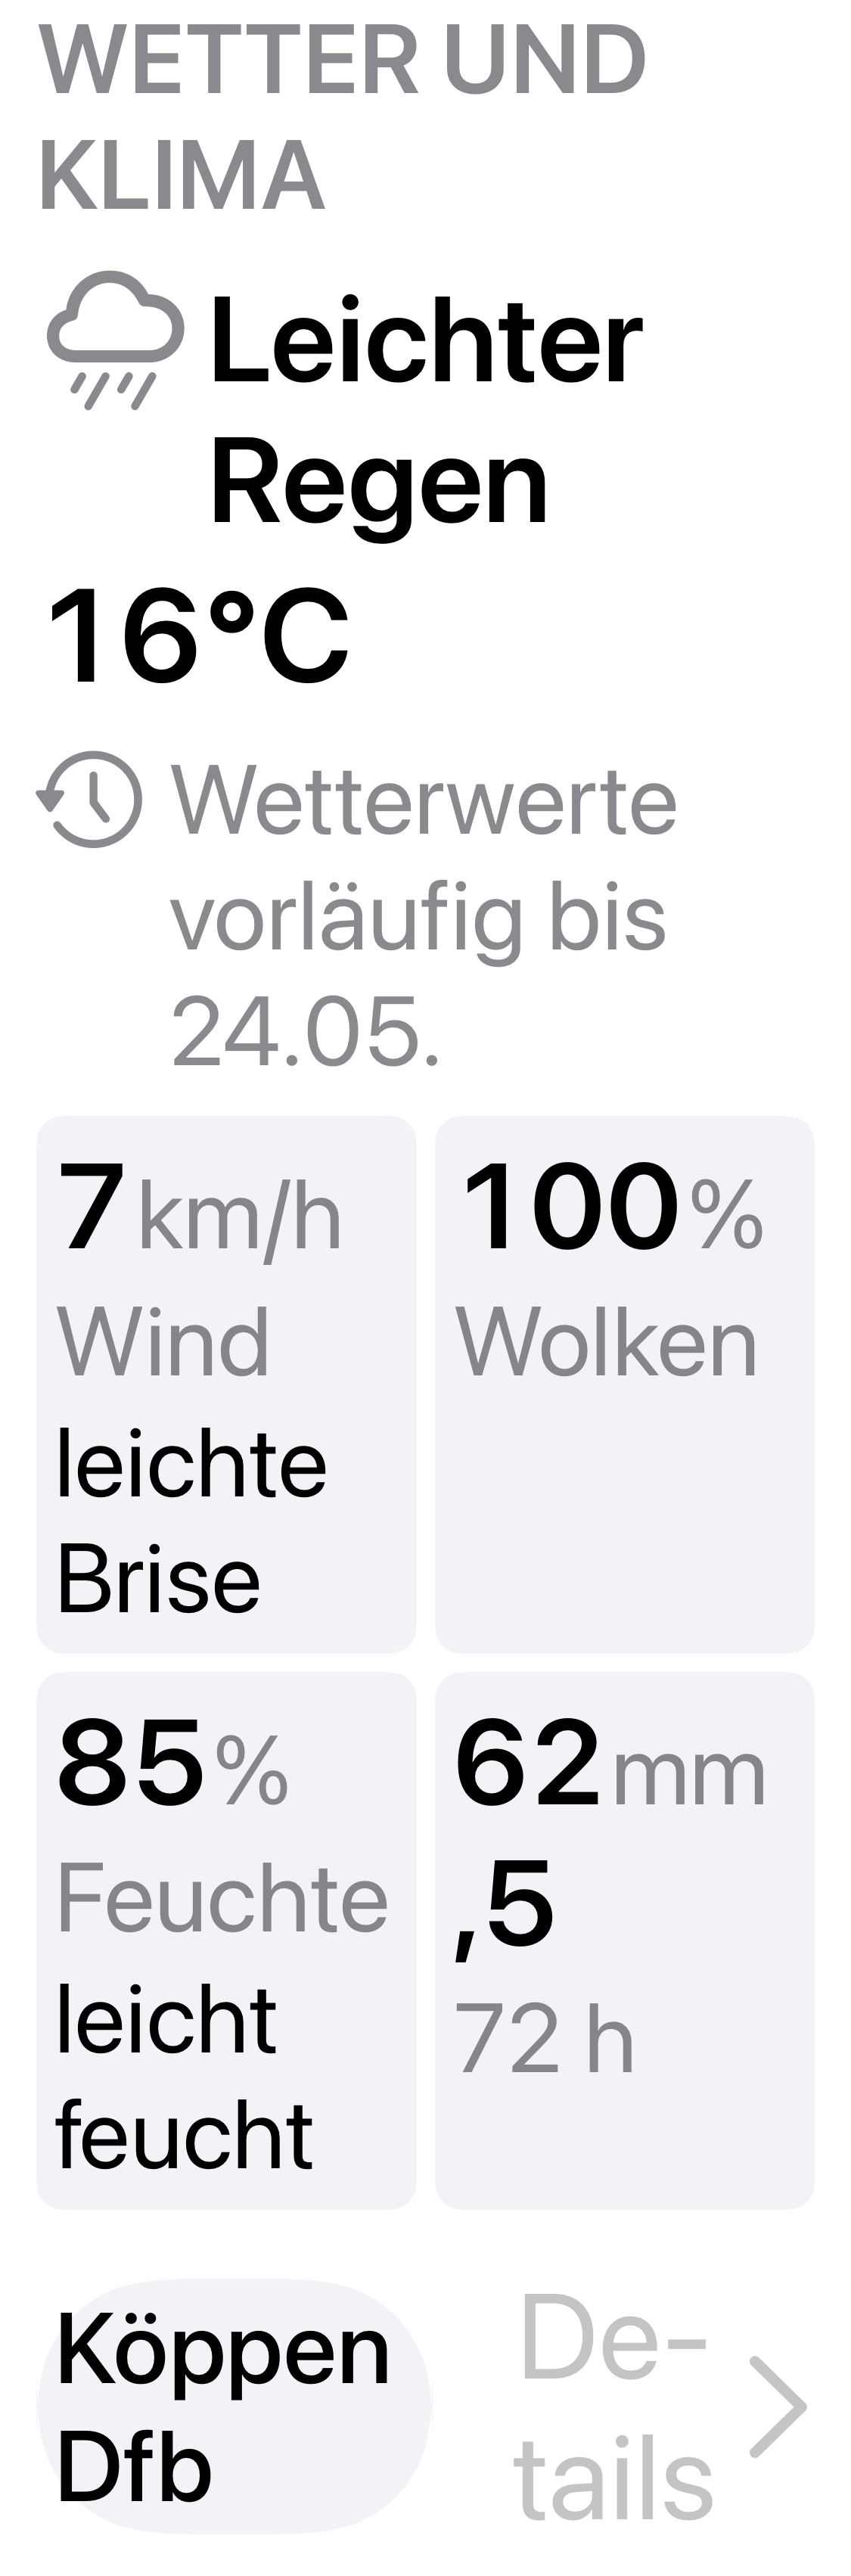 WETTER UND
KLIMA
Leichter
Regen
16°C
Wetterwerte
vorläufig bis
24.05.
7 km/h
Wind
leichte
Brise
100 %
Wolken
85 %
Feuchte
leicht
feucht
62 mm
,5
72 h
Köppen
Dfb
De-
tails